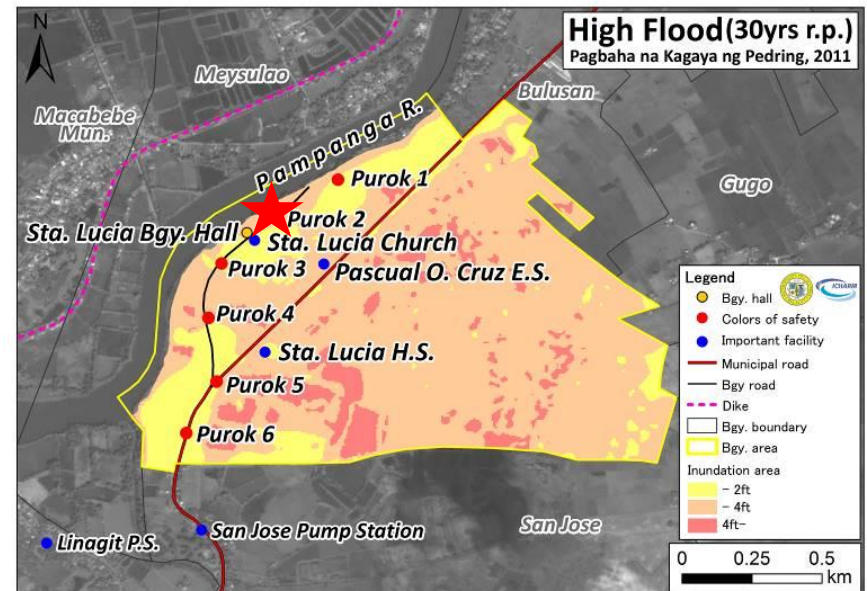 N
High Flood (30yrs r.p.)
Pagbaha na Kagaya ng Pedring, 2011
Meysulao
Bulusan
Macabebe
Mun.
Pampanga R.
Gugo
Purok 1
Purok 2
Sta. Lucia Bgy. Hall
Sta. Lucia Church
Purok 3
Pascual O. Cruz E.S.
Purok 4
Sta. Lucia H.S.
Purok 5
Purok 6
San Jose Pump Station
San Jose
Linagit P.S.
Legend
ICHARM
Bgy. hall
Colors of safety
Important facility
Municipal road
Bgy road
Dike
Bgy. boundary
Bgy. area
Inundation area
- 2ft
- 4ft
4ft-
0 0.25 0.5
km